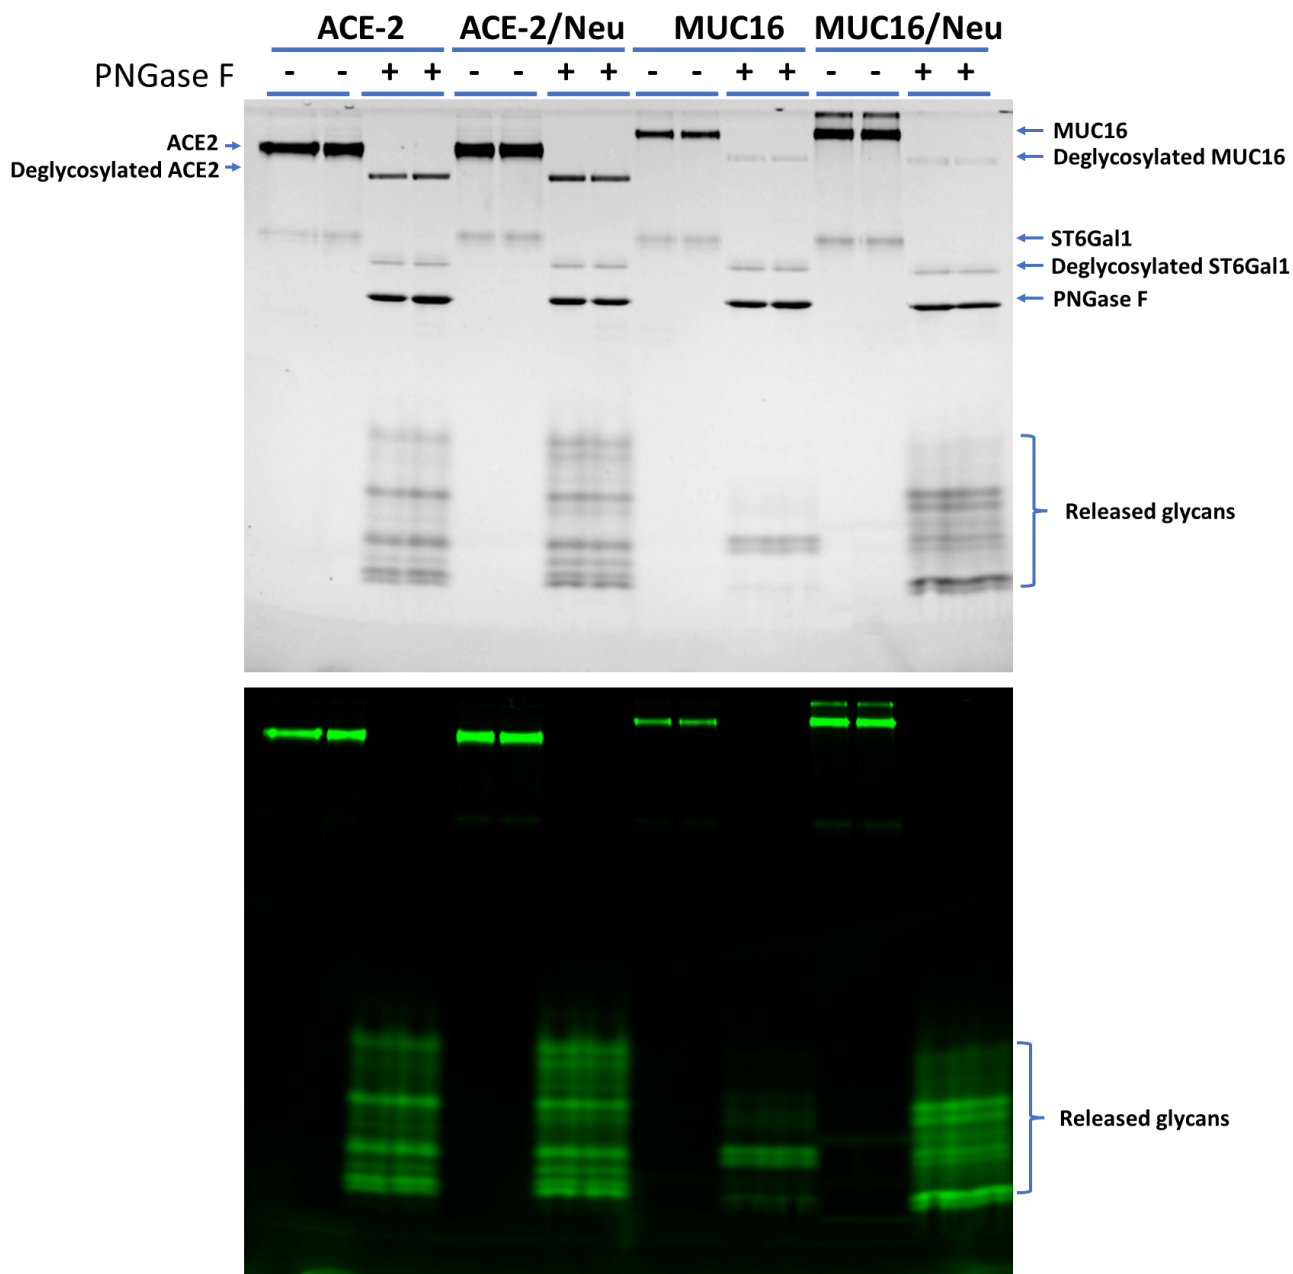 ACE-2 ACE-2/Neu MUC16 MUC16/Neu
PNGase F - - + + - - + + - - + + - - + +
ACE2
Deglycosylated ACE2
MUC16
Deglycosylated MUC16
ST6Gal1
Deglycosylated ST6Gal1
PNGase F
Released glycans
Released glycans